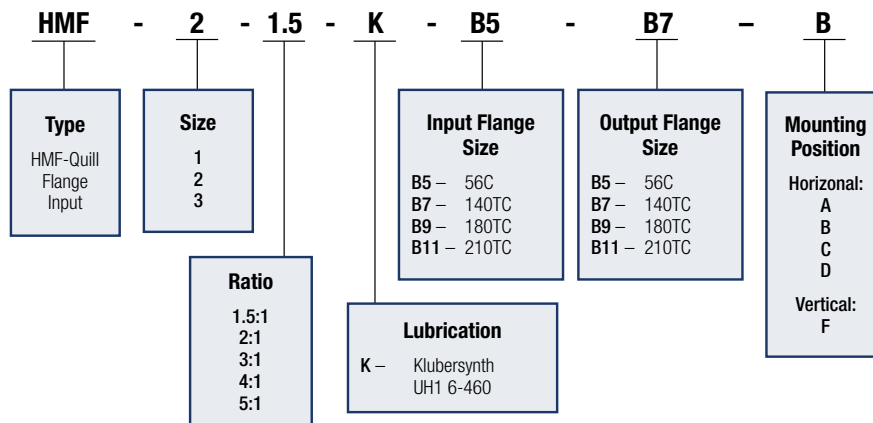 HMF - 2 - 1.5 - K - B5 - B7 – B
Type
HMF-Quill
Flange
Input
Size
1
2
3
Input Flange
Size
B5 – 56C
B7 – 140TC
B9 – 180TC
B11 – 210TC
Output Flange
Size
B5 – 56C
B7 – 140TC
B9 – 180TC
B11 – 210TC
Mounting
Position
Horizonal:
A
B
C
D
Vertical:
F
Ratio
1.5:1
2:1
3:1
4:1
5:1
Lubrication
K – Klubersynth
UH1 6-460